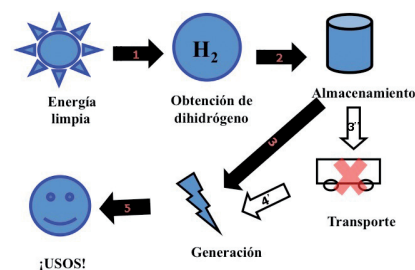 1
H₂
2
Energía
limpia
Obtención de
dihidrógeno
Almacenamiento
3
3''
4'
5
Transporte
Generación
¡USOS!